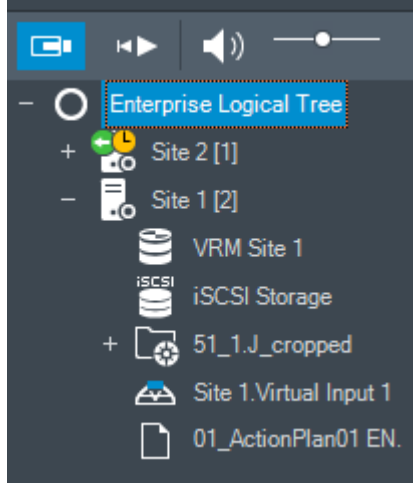 Enterprise Logical Tree
Site 2 [1]
Site 1 [2]
VRM Site 1
iSCSI
iSCSI Storage
51_1.J_cropped
Site 1.Virtual Input 1
01_ActionPlan01 EN.